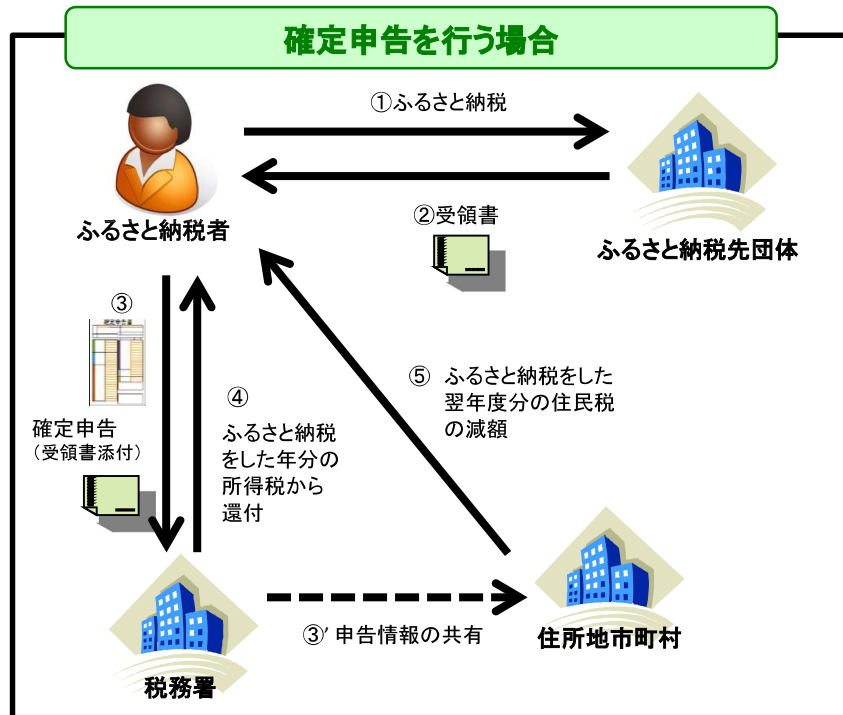 確定申告を行う場合
①ふるさと納税
ふるさと納税者
②受領書
ふるさと納税先団体
③
確定申告書
確定申告
（受領書添付）
④
ふるさと納税
をした年分の
所得税から
還付
⑤ ふるさと納税をした
翌年度分の住民税
の減額
③’申告情報の共有
税務署
住所地市町村